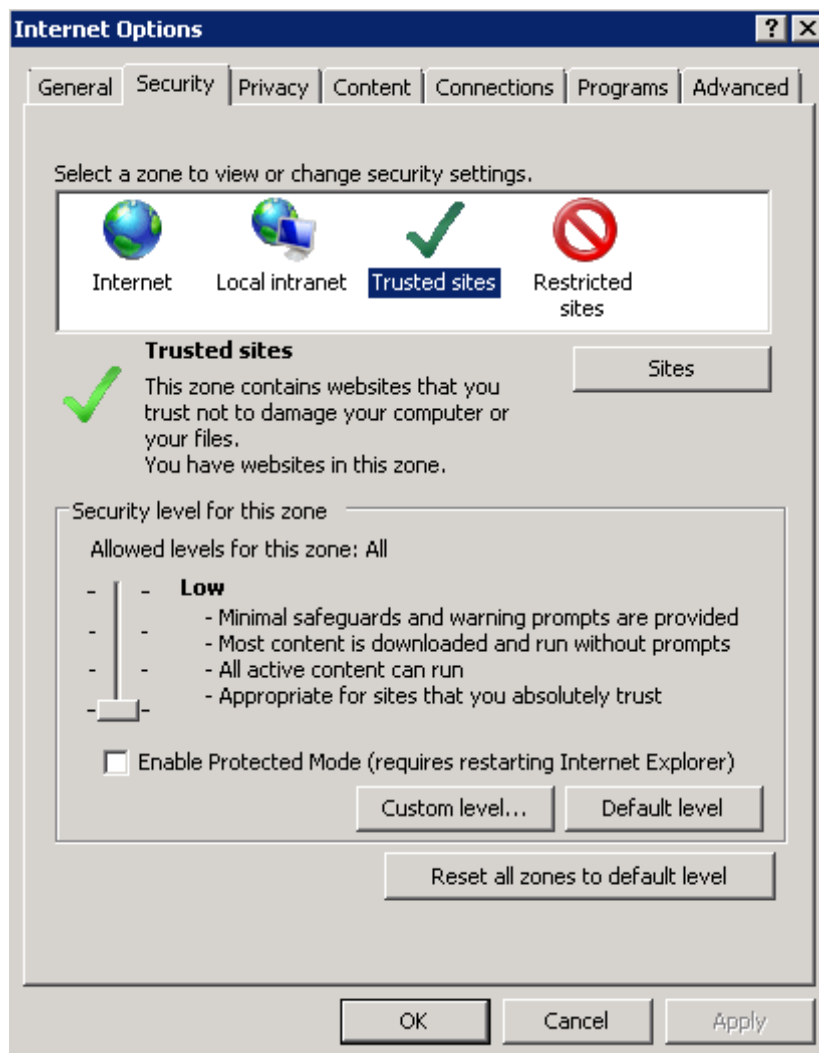 Internet Options
General Security Privacy Content Connections Programs Advanced
Select a zone to view or change security settings.
Internet Local intranet Trusted sites Restricted
sites
Trusted sites
Sites
This zone contains websites that you
trust not to damage your computer or
your files.
You have websites in this zone.
Security level for this zone
Allowed levels for this zone: All
Low
- Minimal safeguards and warning prompts are provided
- Most content is downloaded and run without prompts
- All active content can run
- Appropriate for sites that you absolutely trust
Enable Protected Mode (requires restarting Internet Explorer)
Custom level... Default level
Reset all zones to default level
OK Cancel Apply